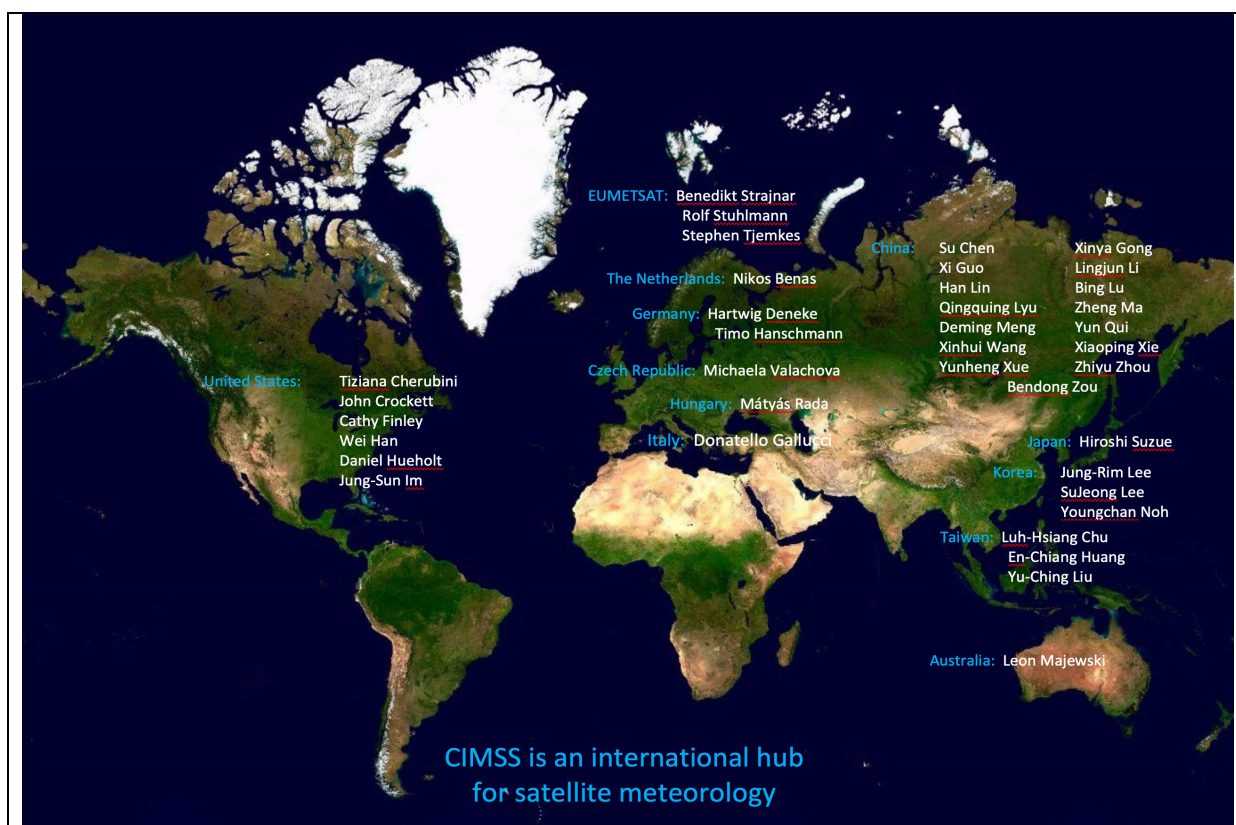 EUMETSAT: Benedikt Strajnar
Rolf Stuhlmann
Stephen Tjemkes
The Netherlands: Nikos Benas
Germany: Hartwig Deneke
Timo Hanschmann
Czech Republic: Michaela Valachova
Hungary: Mátyás Rada
Italy: Donatello Gallucci
United States: Tiziana Cherubini
John Crockett
Cathy Finley
Wei Han
Daniel Hueholt
Jung-Sun Im
China: Su Chen Xinya Gong
Xi Guo Lingjun Li
Han Lin Bing Lu
Qingquing Lyu Zheng Ma
Deming Meng Yun Qui
Xinhui Wang Xiaoping Xie
Yunheng Xue Zhiyu Zhou
Bendong Zou
Japan: Hiroshi Suzue
Korea: Jung-Rim Lee
SuJeong Lee
Youngchan Noh
Taiwan: Luh-Hsiang Chu
En-Chiang Huang
Yu-Ching Liu
Australia: Leon Majewski
CIMSS is an international hub
for satellite meteorology